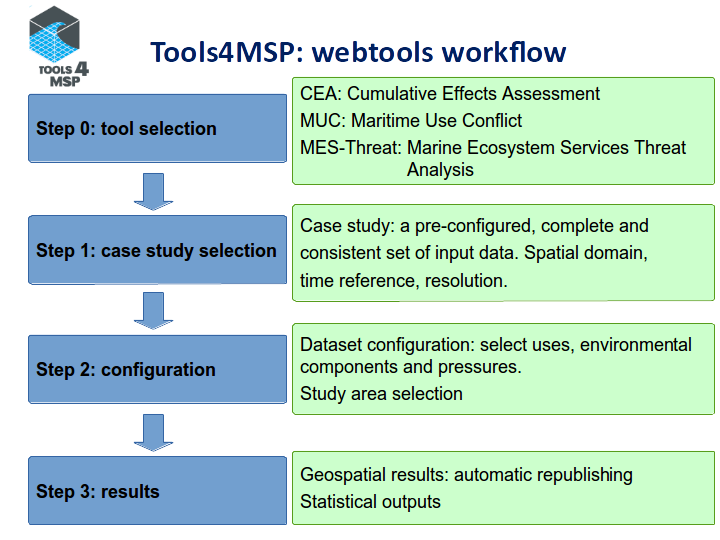 TOOLS 4
MSP
Tools4MSP: webtools workflow
Step 0: tool selection
CEA: Cumulative Effects Assessment
MUC: Maritime Use Conflict
MES-Threat: Marine Ecosystem Services Threat
Analysis
Step 1: case study selection
Case study: a pre-configured, complete and
consistent set of input data. Spatial domain,
time reference, resolution.
Step 2: configuration
Dataset configuration: select uses, environmental
components and pressures.
Study area selection
Step 3: results
Geospatial results: automatic republishing
Statistical outputs